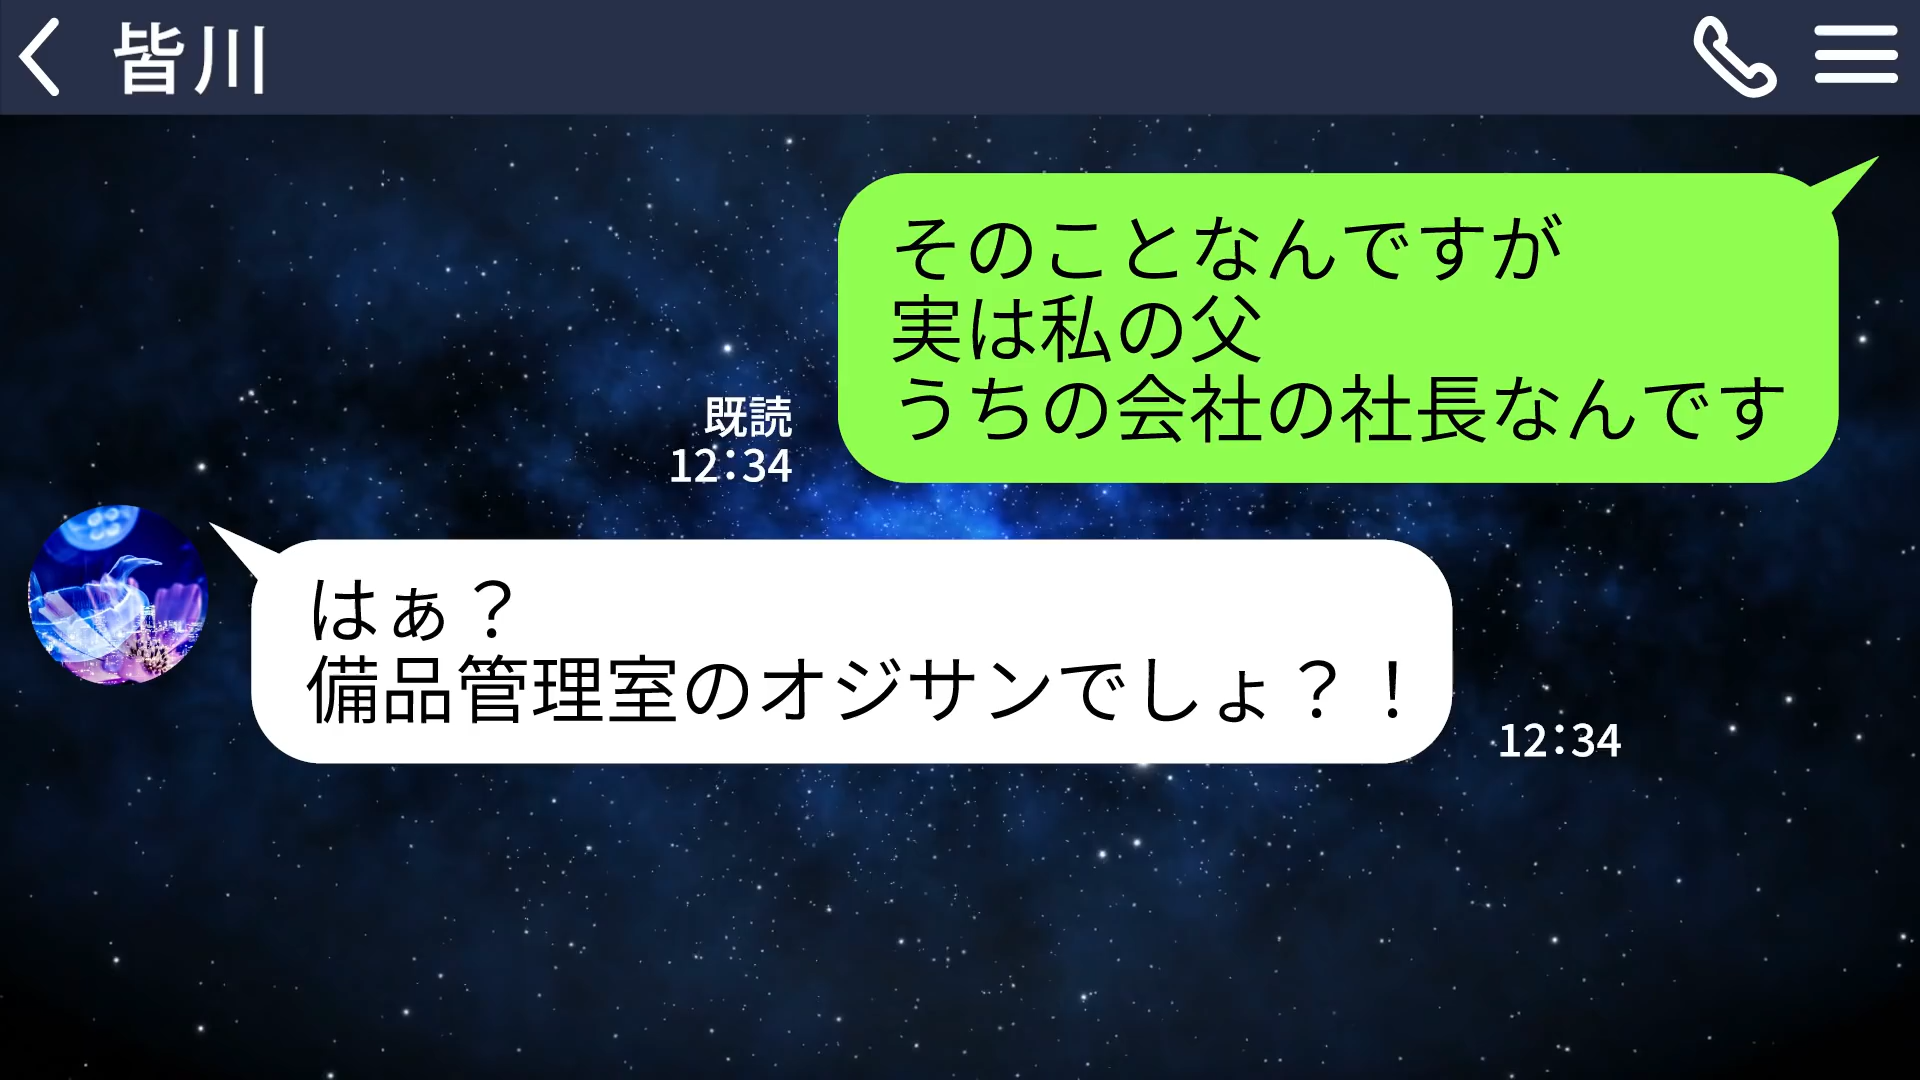 皆川
そのことなんですが
実は私の父
うちの会社の社長なんです
既読
12:34
はぁ？
備品管理室のオジサンでしょ？！
12:34